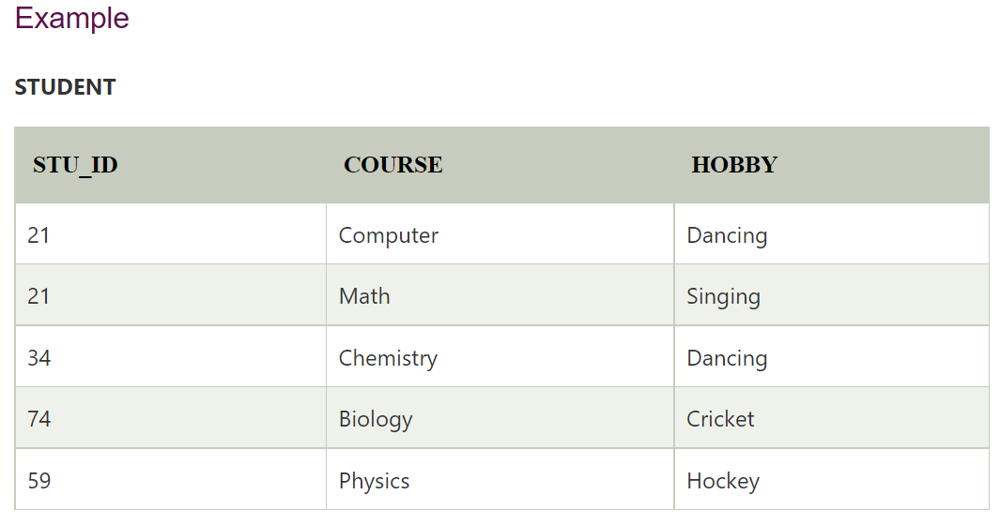 Example
STUDENT
STU_ID COURSE HOBBY
21 Computer Dancing
21 Math Singing
34 Chemistry Dancing
74 Biology Cricket
59 Physics Hockey